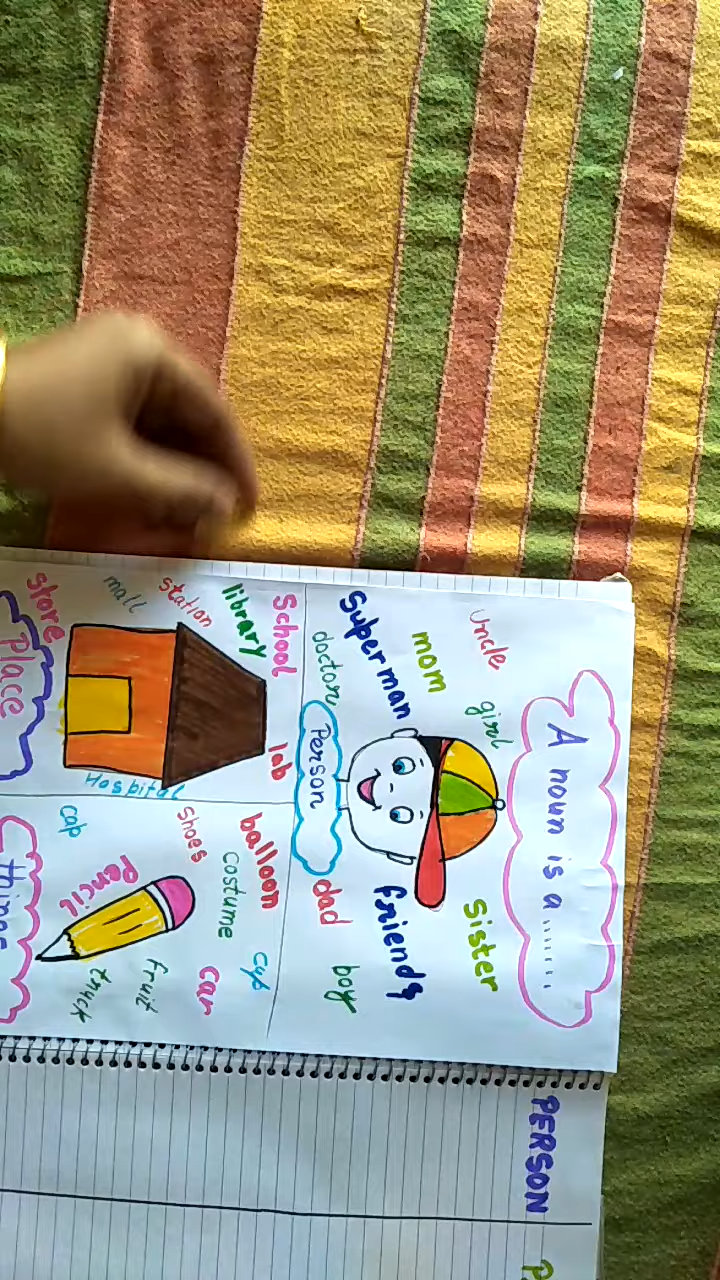 A noun is a.......
Uncle
girl
Sister
mom
Superman
friends
doctor
Person
dad
boy
School
lab
library
station
mall
store
Hospital
Place
balloon
cup
costume
car
shoes
fruit
Pencil
truck
cap
things
PERSON